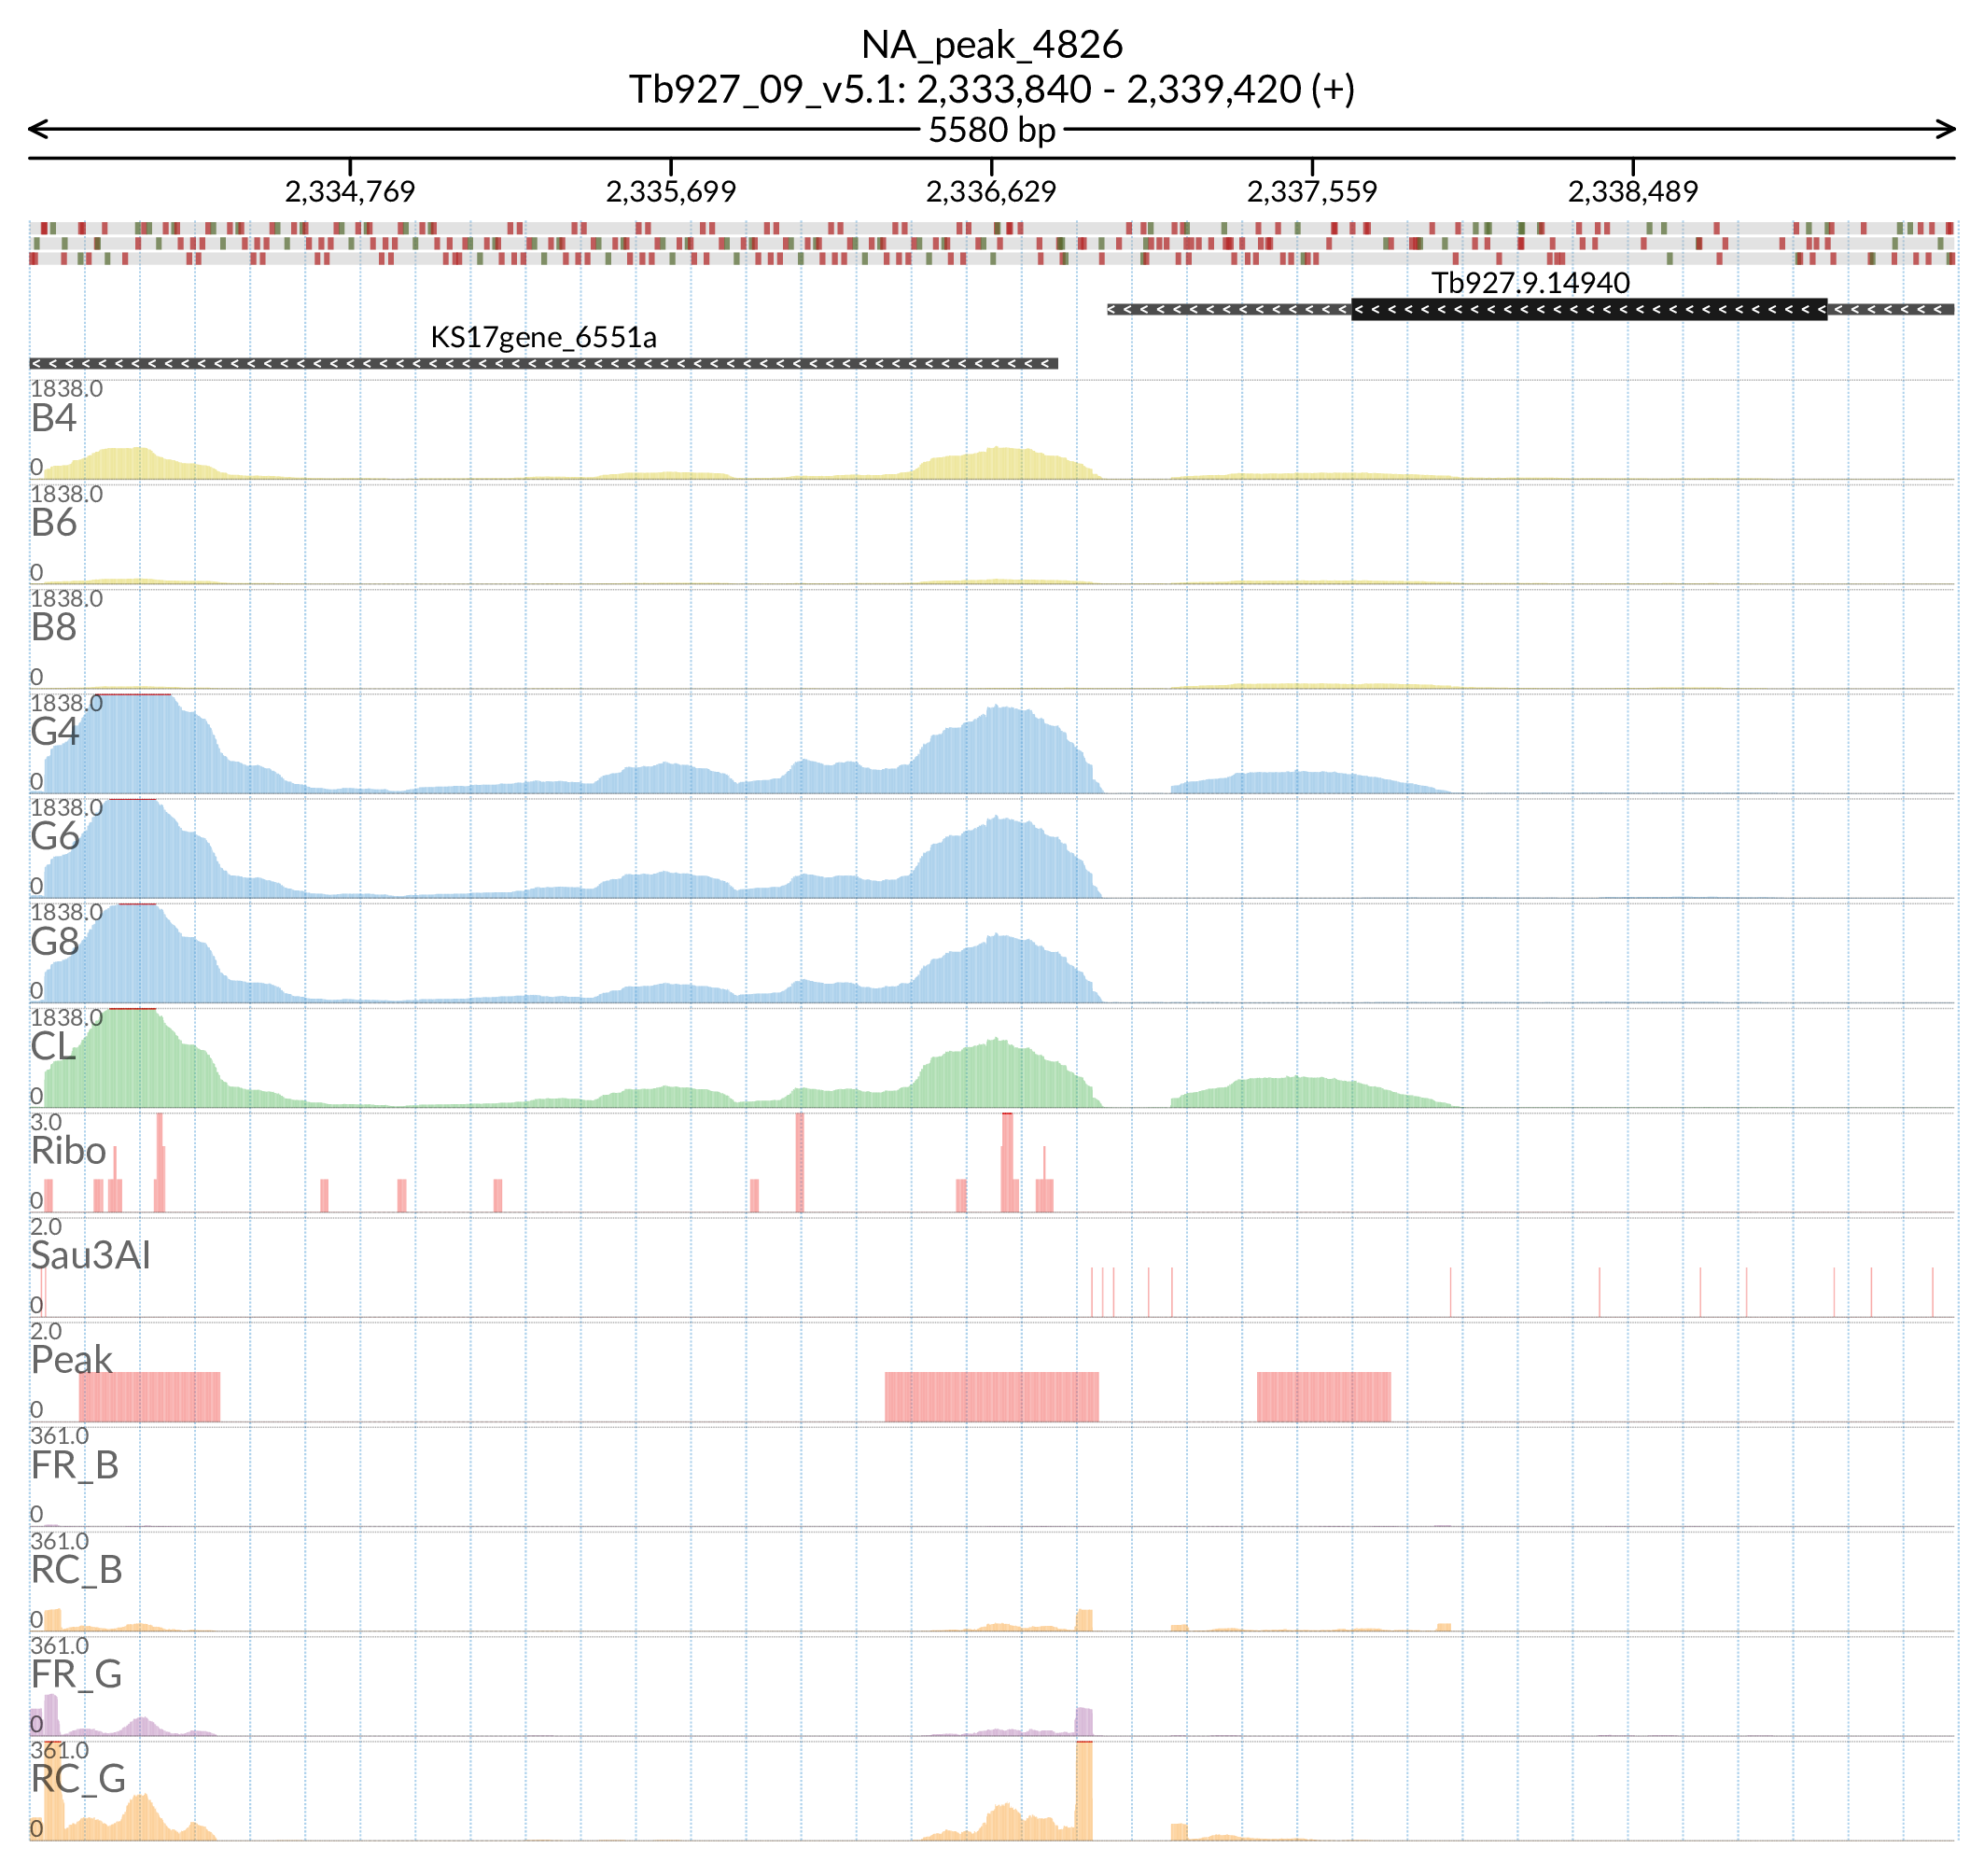 NA_peak_4826
Tb927_09_v5.1: 2,333,840 - 2,339,420 (+)
5580 bp
2,334,769 2,335,699 2,336,629 2,337,559 2,338,489
Tb927.9.14940
KS17gene_6551a
1838.0
B4
0
1838.0
B6
0
1838.0
B8
0
1838.0
G4
0
1838.0
G6
0
1838.0
G8
0
1838.0
CL
0
3.0
Ribo
0
2.0
Sau3AI
0
2.0
Peak
0
361.0
FR_B
0
361.0
RC_B
0
361.0
FR_G
0
361.0
RC_G
0